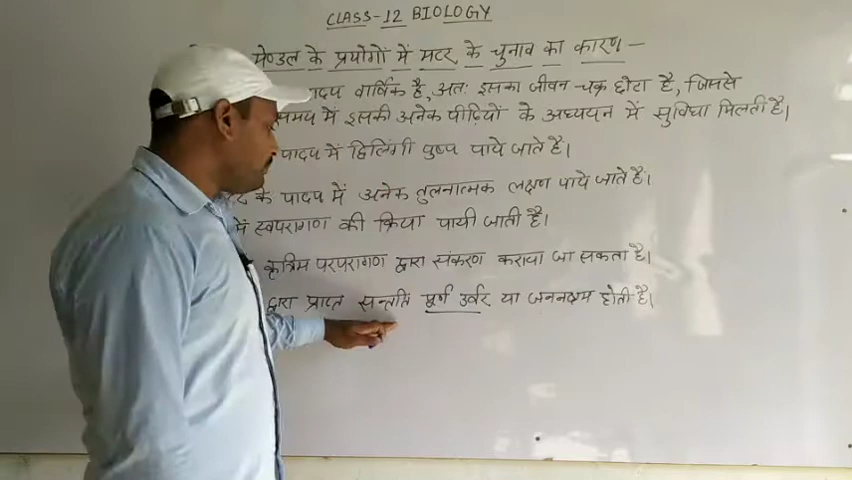 CLASS-12 BIOLOGY
मेण्डल के प्रयोगों में मटर के चुनाव का कारण -
पादप वार्षिक है, अतः इसका जीवन-चक्र छोटा है, जिससे
समय में इसकी अनेक पीढ़ियों के अध्ययन में सुविधा मिलती है।
पादप में द्विलिंगी पुष्प पाये जाते है।
के पादप में अनेक तुलनात्मक लक्षण पाये जाते है।
में स्वपरागण की क्रिया पायी जाती है।
कृत्रिम परपरागण द्वारा संकरण कराया जा सकता है।
द्वारा प्राप्त सन्तति पूर्ण उर्वर या जननक्षम होती है।